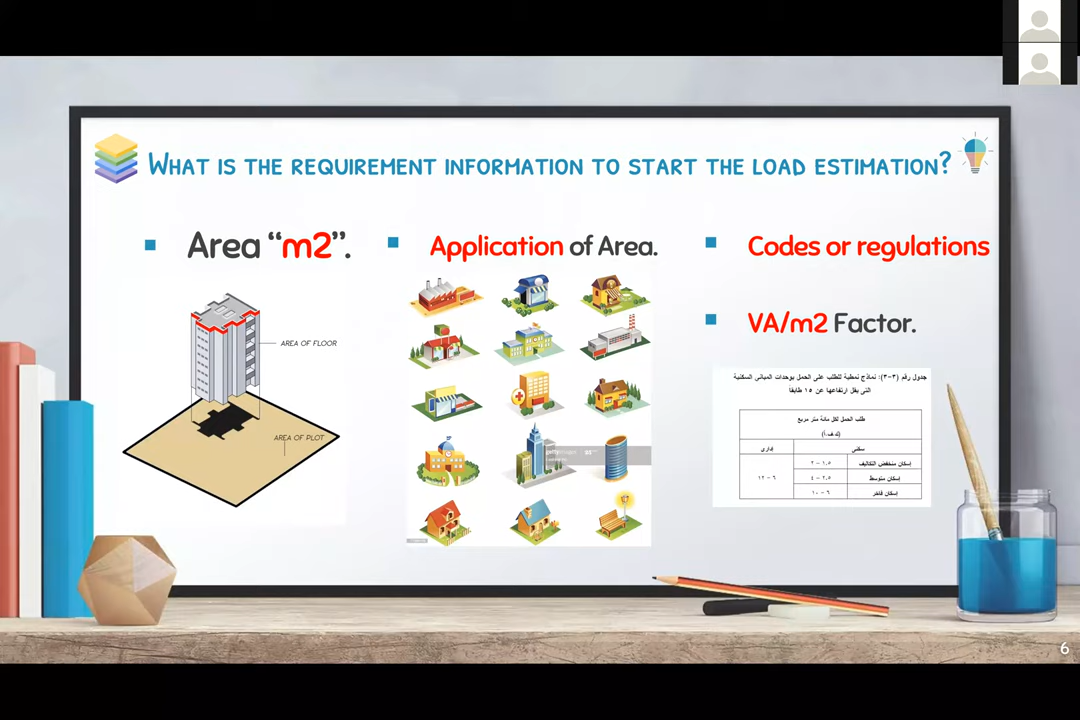 WHAT IS THE REQUIREMENT INFORMATION TO START THE LOAD ESTIMATION?
Area “m2”.
AREA OF FLOOR
AREA OF PLOT
Application of Area.
gettyimages
Codes or regulations
VA/m2 Factor.
جدول رقم (٣-٣): نماذج نمطية للطلب على الحمل بوحدات المباني السكنية
التي يقل ارتفاعها عن ١٥ طابقا
طلب الحمل لكل مائة متر مربع
(ك.ف.أ)
سكني إداري
إسكان منخفض التكاليف ١,٥ – ٢ ٦ – ١٢
إسكان متوسط ٢,٥ – ٤
إسكان فاخر ٦ – ١٠
6